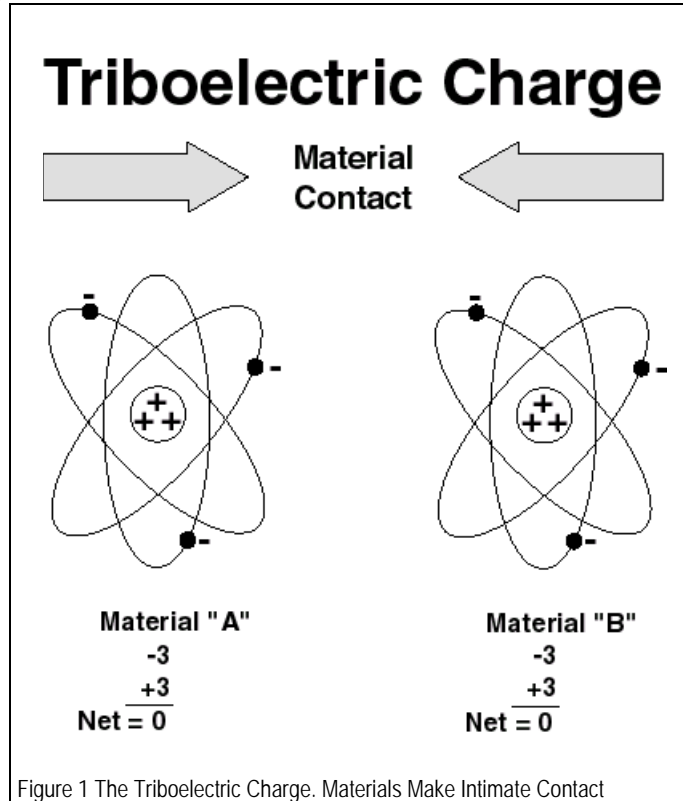 Triboelectric Charge
Material
Contact
-
-
+
+ +
-
-
-
+
+ +
-
Material "A"
-3
+3
Net = 0
Material "B"
-3
+3
Net = 0
Figure 1 The Triboelectric Charge. Materials Make Intimate Contact